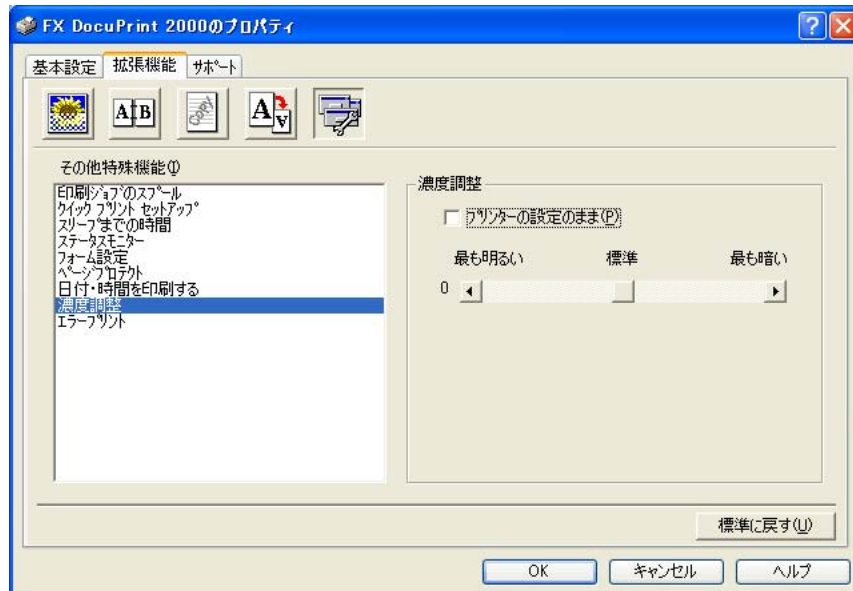 FX DocuPrint 2000のプロパティ
基本設定 拡張機能 サポート
その他特殊機能(I)
印刷ジョブのスプール
クイック プリント セットアップ
スリープまでの時間
ステータスモニター
フォーム設定
ページプロテクト
日付・時間を印刷する
濃度調整
エラープリント
濃度調整
プリンターの設定のまま(P)
最も明るい 標準 最も暗い
0
標準に戻す(U)
OK キャンセル ヘルプ